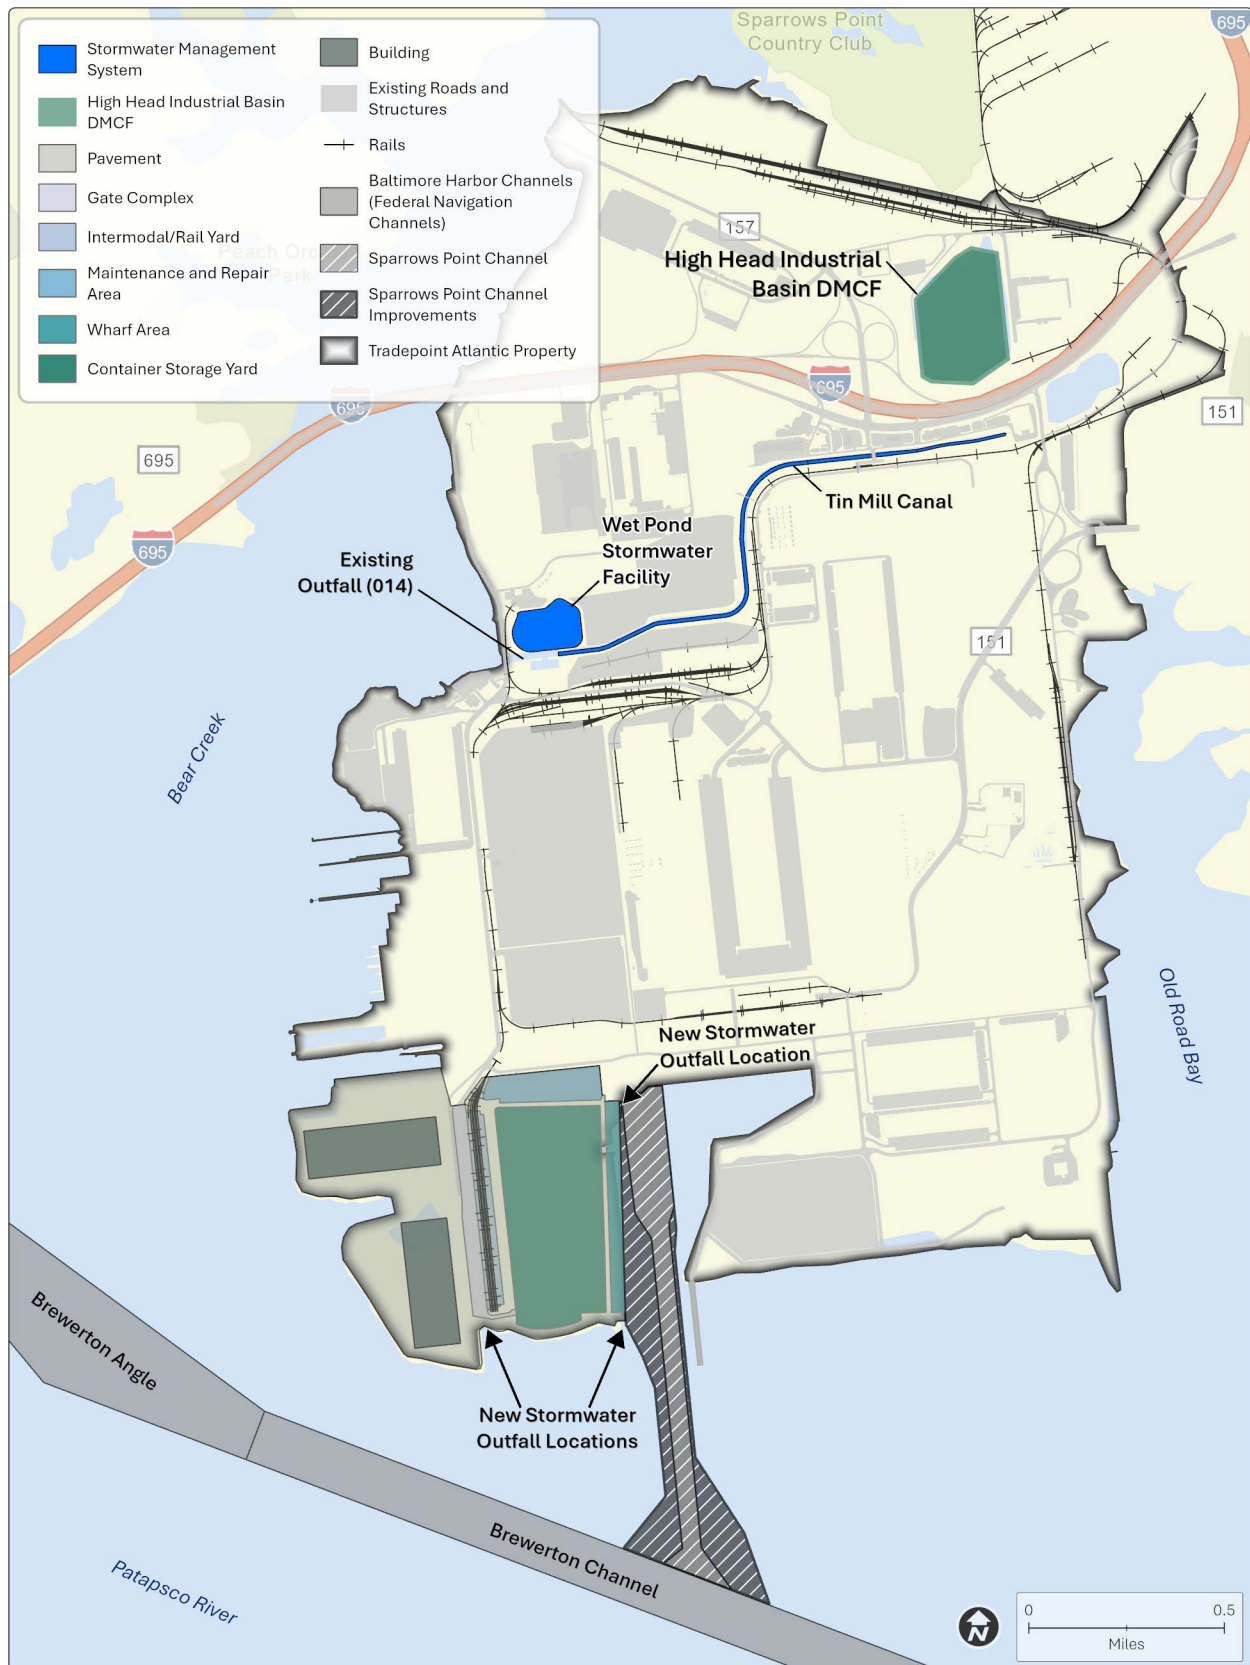 Stormwater Management
System
High Head Industrial Basin
DMCF
Pavement
Gate Complex
Intermodal/Rail Yard
Maintenance and Repair
Area
Wharf Area
Container Storage Yard
Building
Existing Roads and
Structures
Rails
Baltimore Harbor Channels
(Federal Navigation
Channels)
Sparrows Point Channel
Sparrows Point Channel
Improvements
Tradepoint Atlantic Property
Sparrows Point
Country Club
695
157
High Head Industrial
Basin DMCF
695
695
151
695
Tin Mill Canal
695
Wet Pond
Stormwater
Facility
Existing
Outfall (014)
151
Bear Creek
Old Road Bay
New Stormwater
Outfall Location
Brewerton Angle
New Stormwater
Outfall Locations
Brewerton Channel
Patapsco River
N
0 0.5
Miles